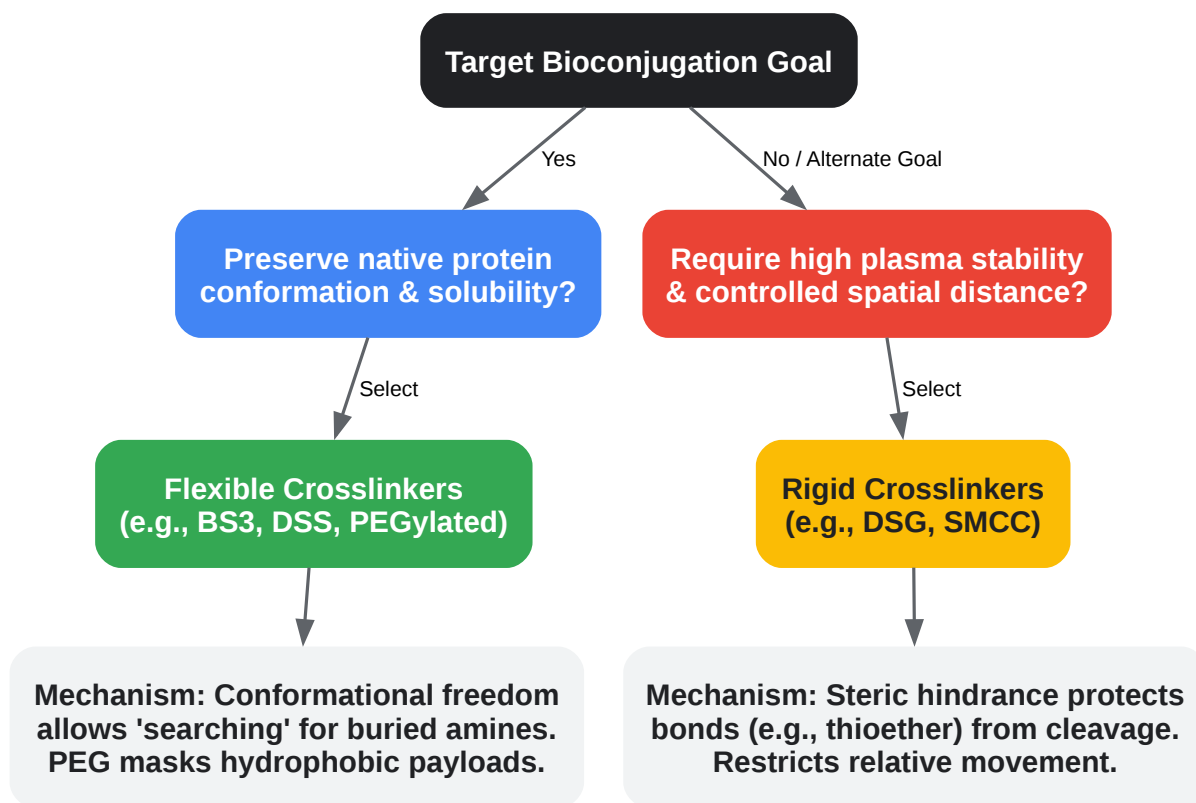 Target Bioconjugation Goal
Yes
No / Alternate Goal
Preserve native protein
conformation & solubility?
Require high plasma stability
& controlled spatial distance?
Select
Select
Flexible Crosslinkers
(e.g., BS3, DSS, PEGylated)
Rigid Crosslinkers
(e.g., DSG, SMCC)
Mechanism: Conformational freedom
allows 'searching' for buried amines.
PEG masks hydrophobic payloads.
Mechanism: Steric hindrance protects
bonds (e.g., thioether) from cleavage.
Restricts relative movement.